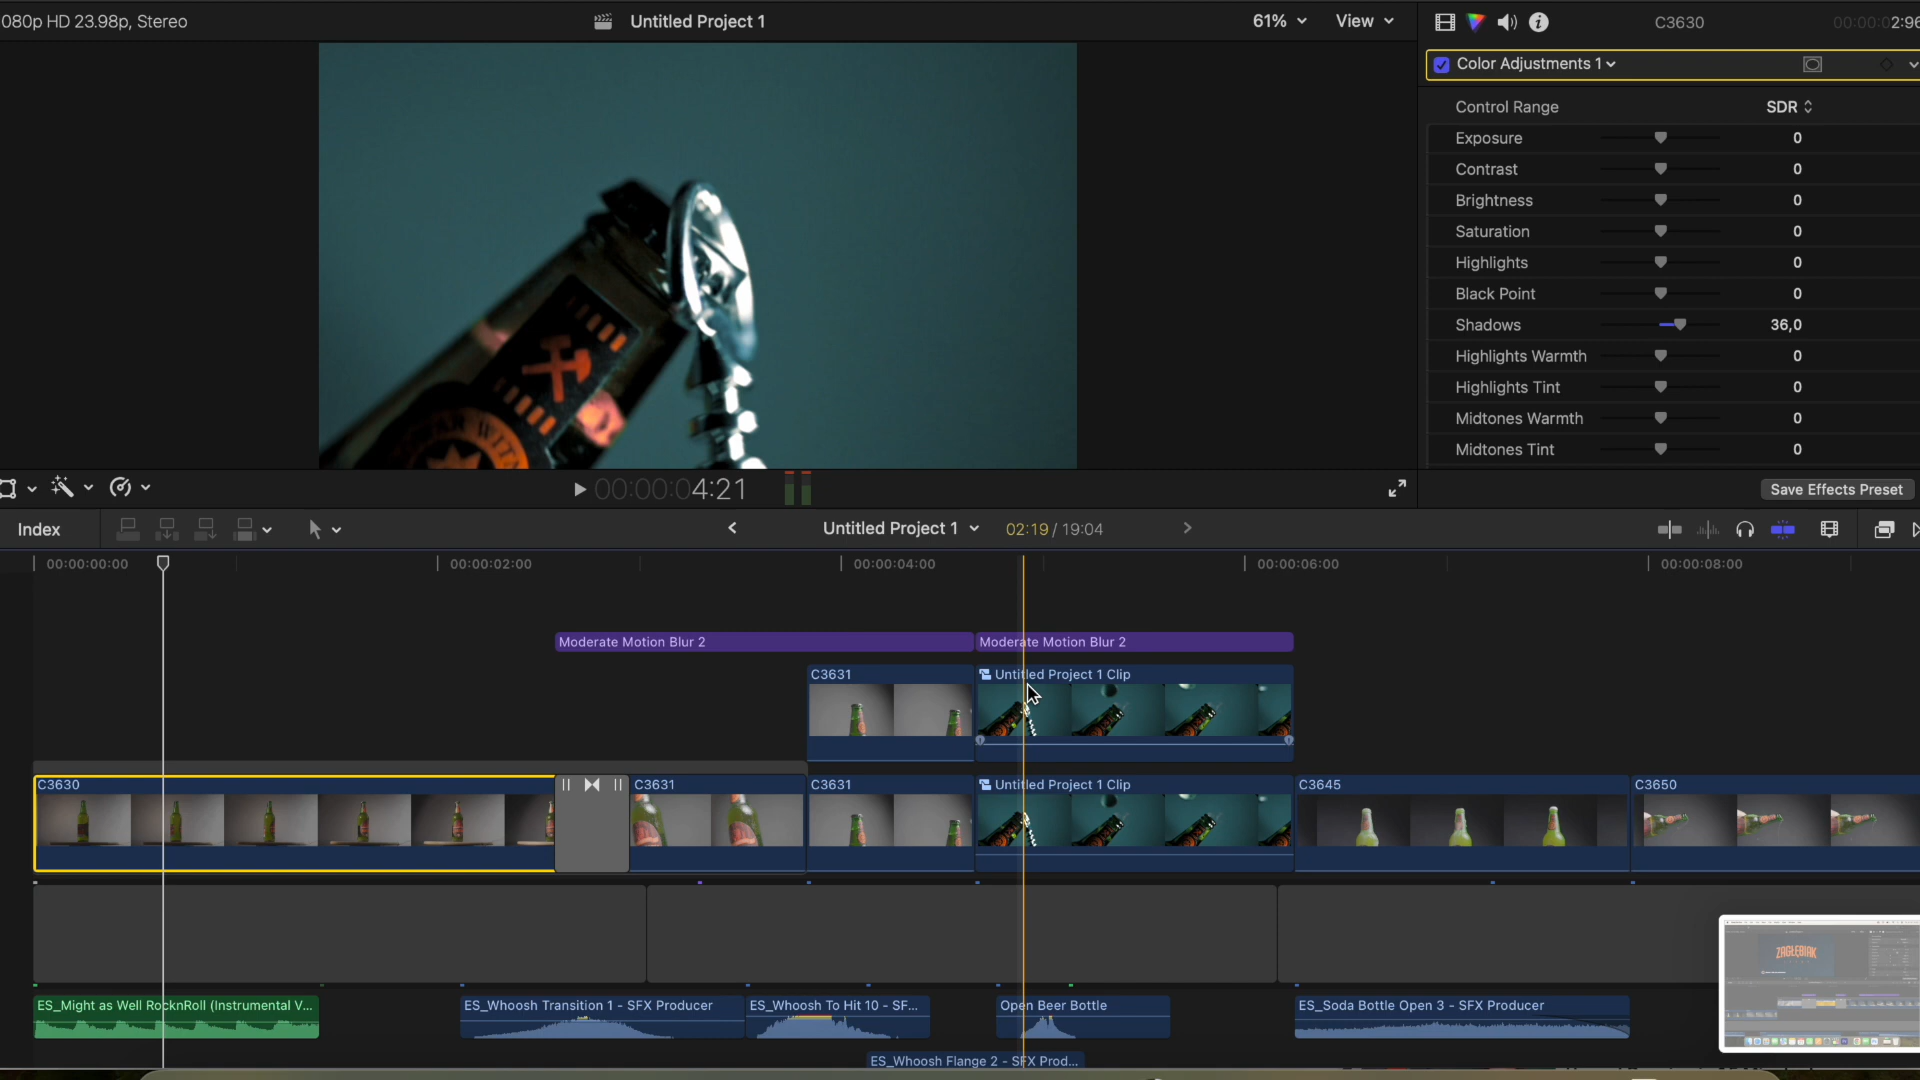 080p HD 23.98p, Stereo
Untitled Project 1
61%
View
C3630
00:00:02:96
Color Adjustments 1
Control Range
SDR
Exposure
0
Contrast
0
Brightness
0
Saturation
0
Highlights
0
Black Point
0
Shadows
36,0
Highlights Warmth
0
Highlights Tint
0
Midtones Warmth
0
Midtones Tint
0
00:00:04:21
Save Effects Preset
Index
Untitled Project 1
02:19 / 19:04
00:00:00:00
00:00:02:00
00:00:04:00
00:00:06:00
00:00:08:00
Moderate Motion Blur 2
Moderate Motion Blur 2
C3631
Untitled Project 1 Clip
C3630
C3631
C3631
Untitled Project 1 Clip
C3645
C3650
ZAGŁĘBIAK
ES_Might as Well RocknRoll (Instrumental V...
ES_Whoosh Transition 1 - SFX Producer
ES_Whoosh To Hit 10 - SF...
Open Beer Bottle
ES_Soda Bottle Open 3 - SFX Producer
ES_Whoosh Flange 2 - SFX Prod...